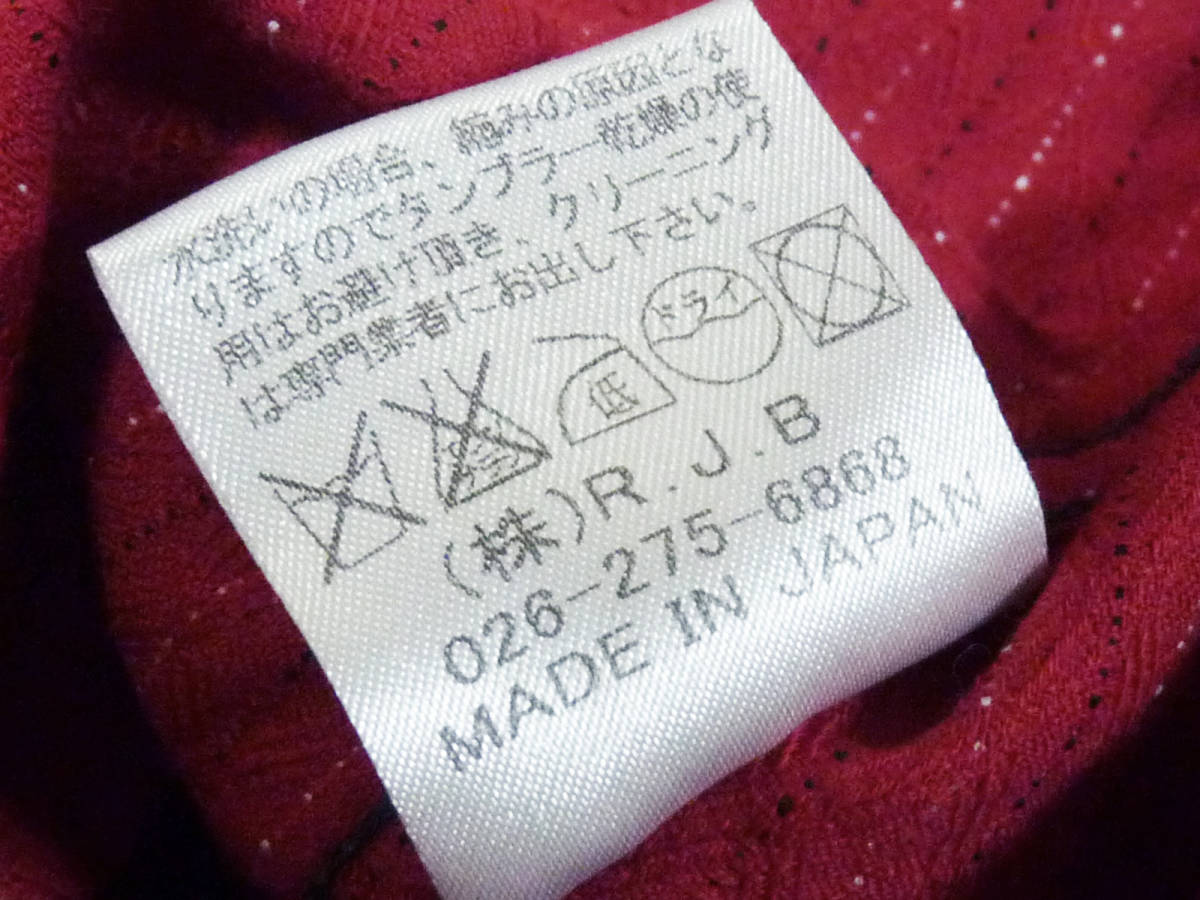 水洗いの場合、縮みの原因とな
りますのでタンブラー乾燥の使
用はお避け頂き、クリーニング
は専門業者にお出し下さい。
低 ドライ
(株)R.J.B
026-275-6868
MADE IN JAPAN